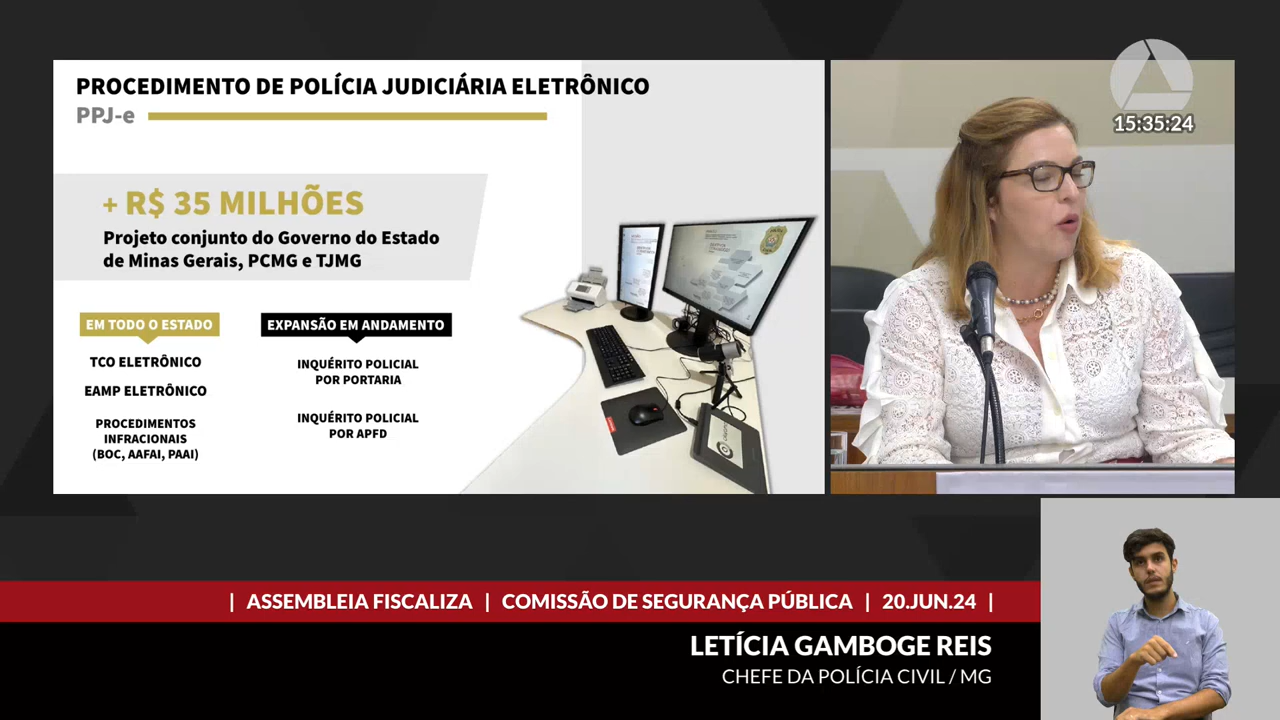 PROCEDIMENTO DE POLÍCIA JUDICIÁRIA ELETRÔNICO
PPJ-e
+ R$ 35 MILHÕES
Projeto conjunto do Governo do Estado
de Minas Gerais, PCMG e TJMG
EM TODO O ESTADO
TCO ELETRÔNICO
EAMP ELETRÔNICO
PROCEDIMENTOS
INFRACIONAIS
(BOC, AAFAI, PAAI)
EXPANSÃO EM ANDAMENTO
INQUÉRITO POLICIAL
POR PORTARIA
INQUÉRITO POLICIAL
POR APFD
15:35:24
| ASSEMBLEIA FISCALIZA | COMISSÃO DE SEGURANÇA PÚBLICA | 20.JUN.24 |
LETÍCIA GAMBOGE REIS
CHEFE DA POLÍCIA CIVIL / MG